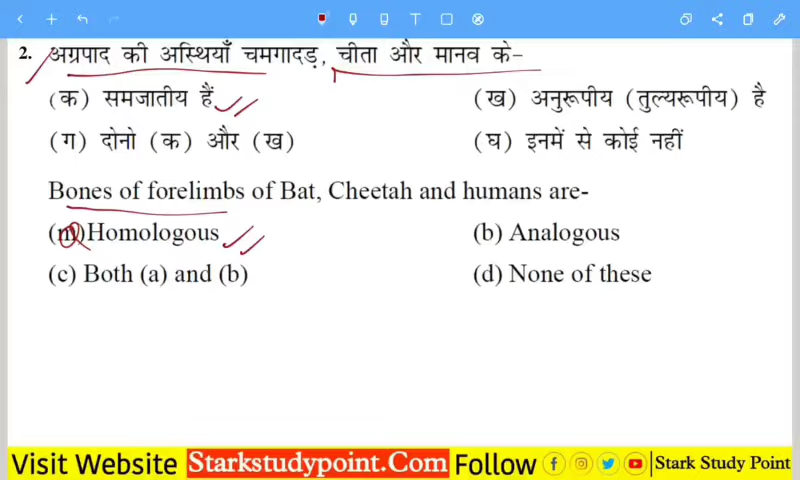 2. अग्रपाद की अस्थियाँ चमगादड़, चीता और मानव के-
(क) समजातीय हैं (ख) अनुरूपीय (तुल्यरूपीय) है
(ग) दोनो (क) और (ख) (घ) इनमें से कोई नहीं
Bones of forelimbs of Bat, Cheetah and humans are-
Homologous (b) Analogous
(c) Both (a) and (b) (d) None of these
Visit Website Starkstudypoint.Com Follow Stark Study Point